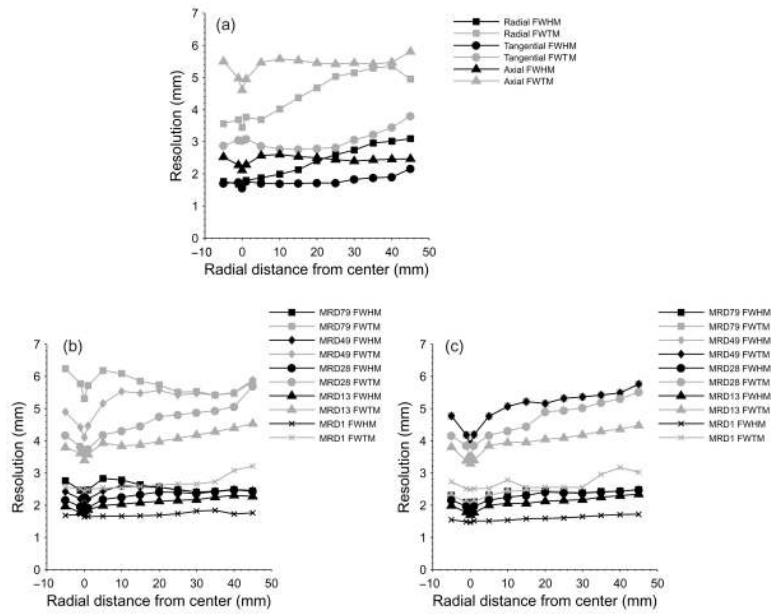 (a)
Radial FWHM
Radial FWTM
Tangential FWHM
Tangential FWTM
Axial FWHM
Axial FWTM
Resolution (mm)
7
6
5
4
3
2
1
0
–10 0 10 20 30 40 50
Radial distance from center (mm)
(b)
MRD79 FWHM
MRD79 FWTM
MRD49 FWHM
MRD49 FWTM
MRD28 FWHM
MRD28 FWTM
MRD13 FWHM
MRD13 FWTM
MRD1 FWHM
MRD1 FWTM
Resolution (mm)
7
6
5
4
3
2
1
0
–10 0 10 20 30 40 50
Radial distance from center (mm)
(c)
MRD79 FWHM
MRD79 FWTM
MRD49 FWHM
MRD49 FWTM
MRD28 FWHM
MRD28 FWTM
MRD13 FWHM
MRD13 FWTM
MRD1 FWHM
MRD1 FWTM
Resolution (mm)
7
6
5
4
3
2
1
0
–10 0 10 20 30 40 50
Radial distance from center (mm)